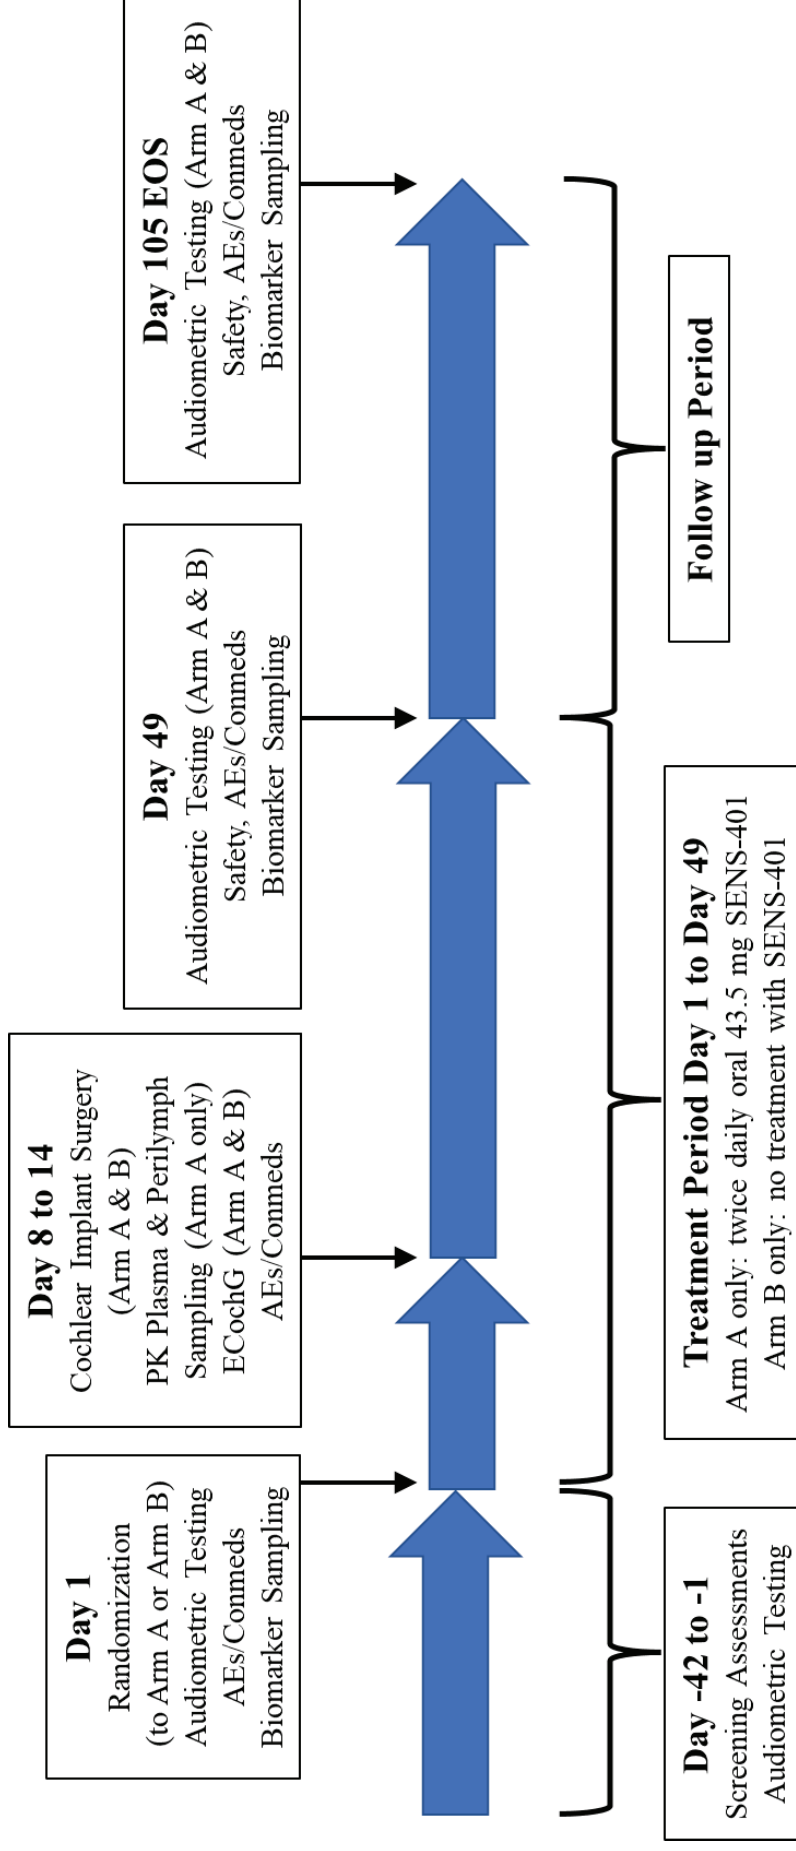 Day 1
Randomization
(to Arm A or Arm B)
Audiometric Testing
AEs/Conmeds
Biomarker Sampling
Day 8 to 14
Cochlear Implant Surgery
(Arm A & B)
PK Plasma & Perilymph
Sampling (Arm A only)
ECochG (Arm A & B)
AEs/Conmeds
Day 49
Audiometric Testing (Arm A & B)
Safety, AEs/Conmeds
Biomarker Sampling
Day 105 EOS
Audiometric Testing (Arm A & B)
Safety, AEs/Conmeds
Biomarker Sampling
Day -42 to -1
Screening Assessments
Audiometric Testing
Treatment Period Day 1 to Day 49
Arm A only: twice daily oral 43.5 mg SENS-401
Arm B only: no treatment with SENS-401
Follow up Period